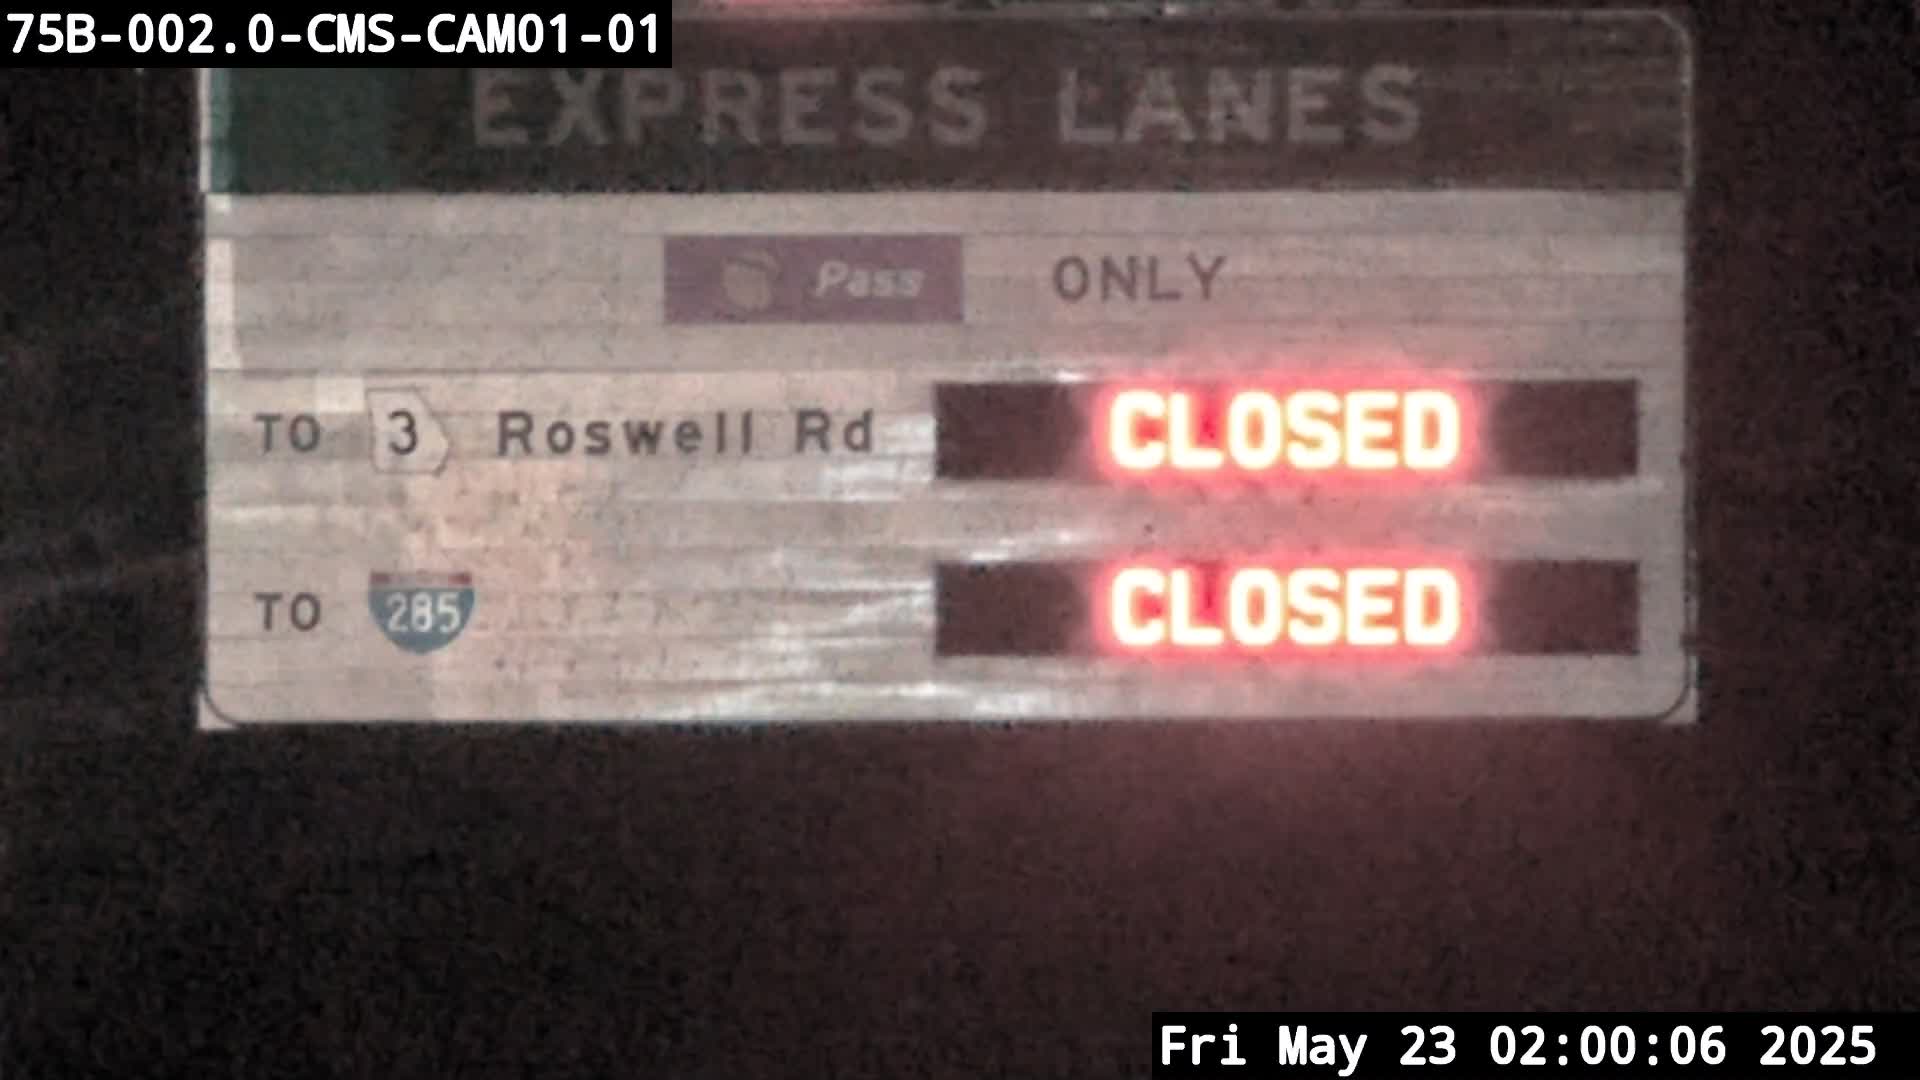 75B-002.0-CMS-CAM01-01
EXPRESS LANES
Pass ONLY
TO 3 Roswell Rd CLOSED
TO 285 CLOSED
Fri May 23 02:00:06 2025